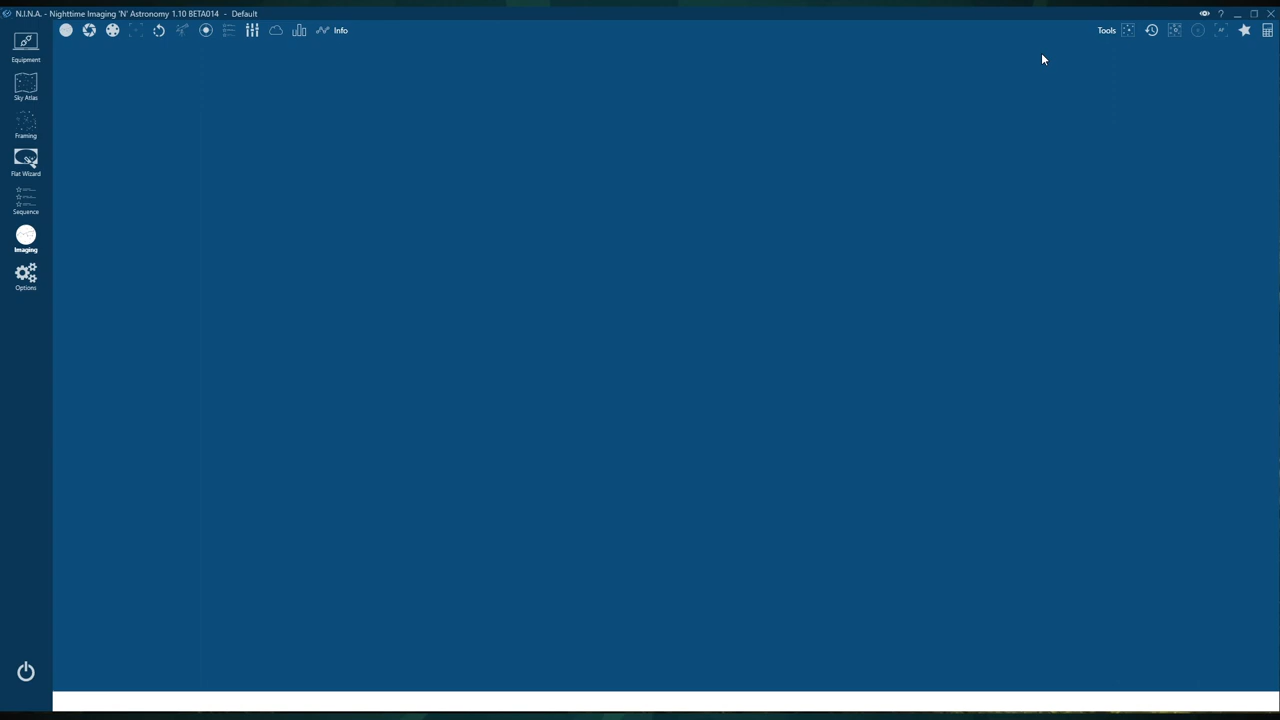 N.I.N.A. - Nighttime Imaging 'N' Astronomy 1.10 BETA014 - Default
Info
Tools
Equipment
Sky Atlas
Framing
Flat Wizard
Sequence
Imaging
Options